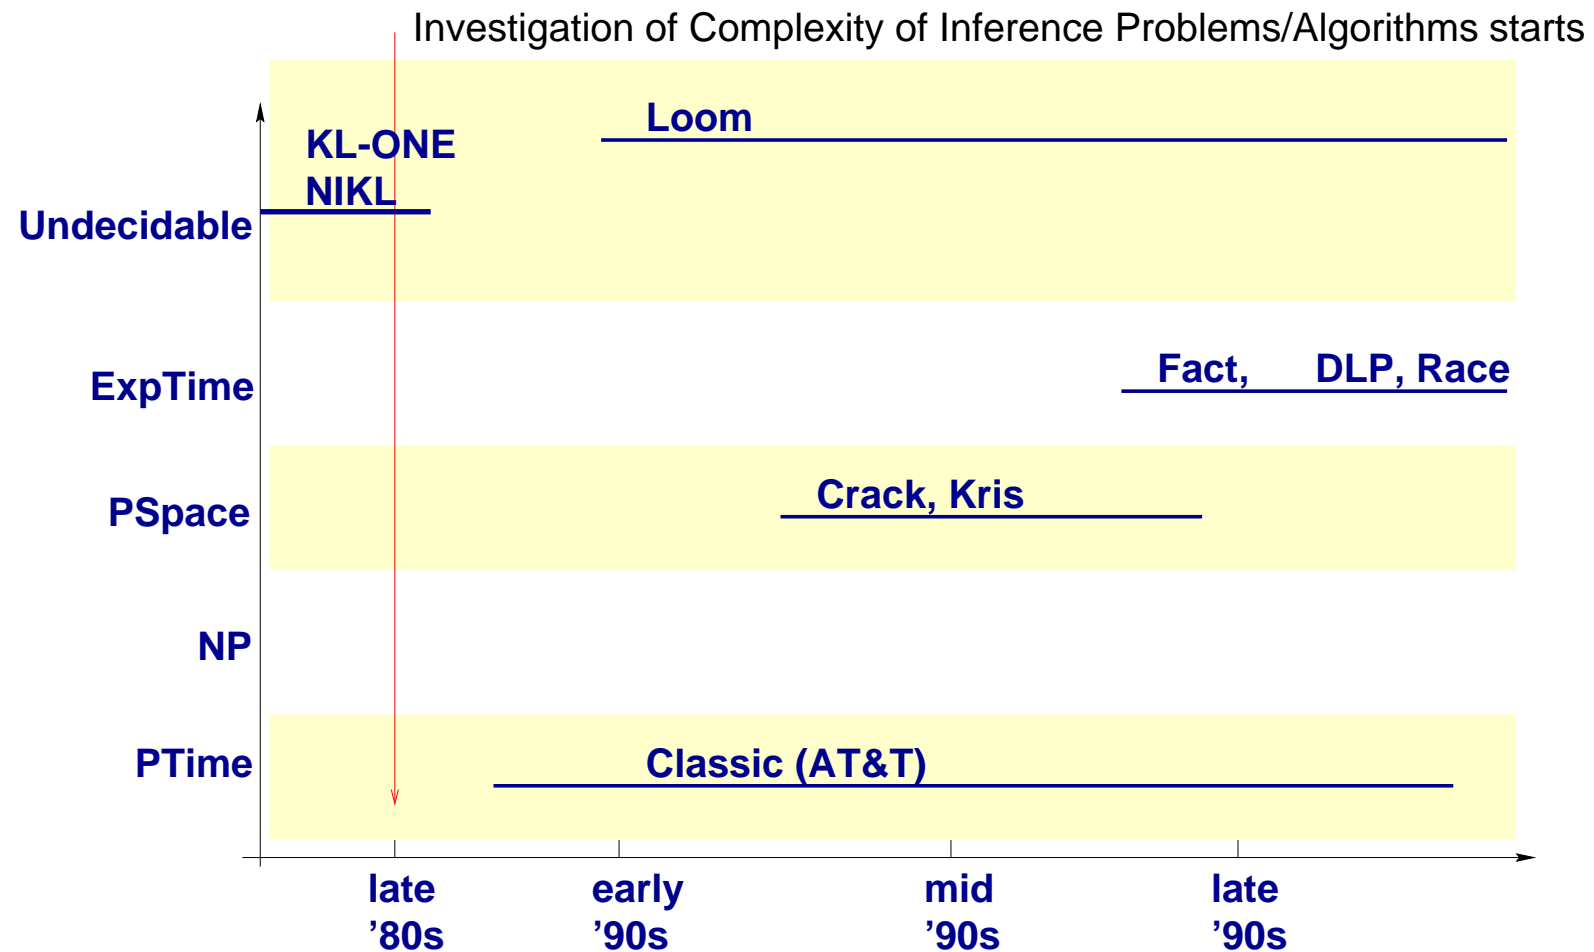 Investigation of Complexity of Inference Problems/Algorithms starts
Loom
KL-ONE
NIKL
Undecidable
Fact, DLP, Race
ExpTime
Crack, Kris
PSpace
NP
Classic (AT&T)
PTime
late early mid late
’80s ’90s ’90s ’90s